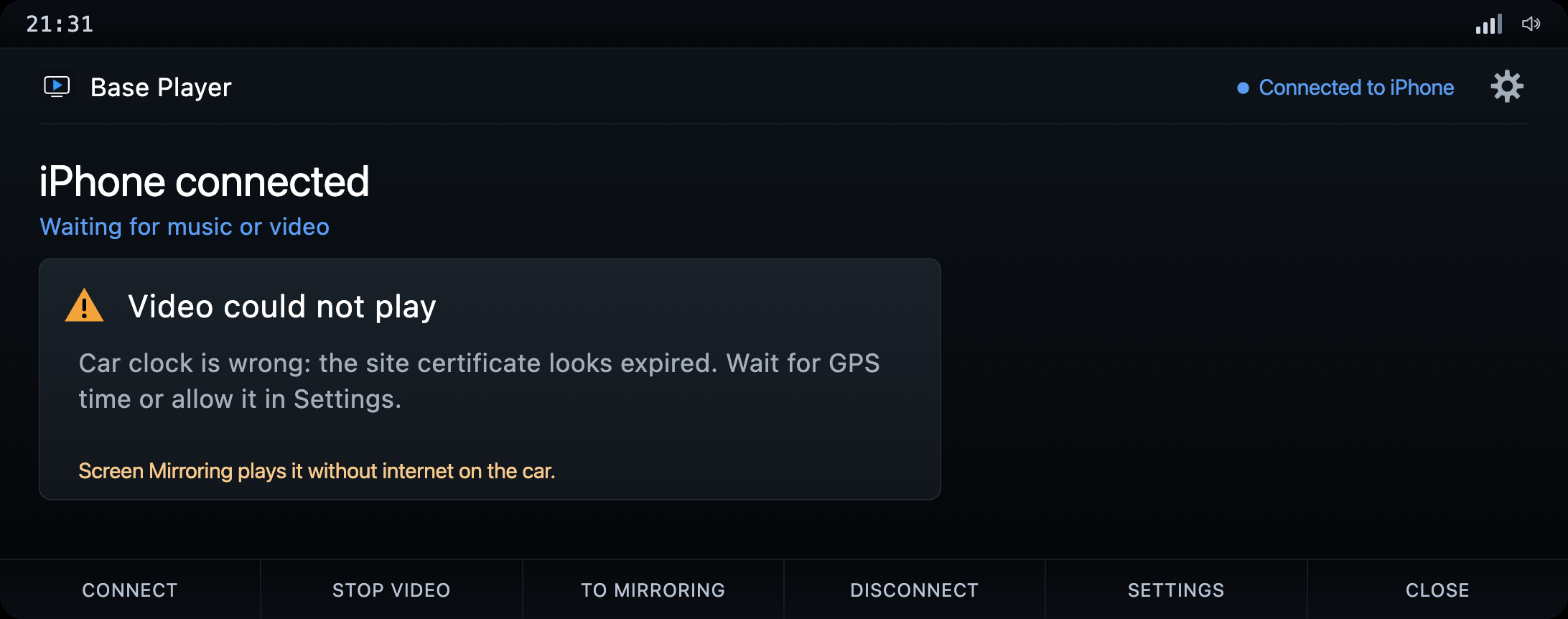 21:31
Base Player
Connected to iPhone
iPhone connected
Waiting for music or video
Video could not play
Car clock is wrong: the site certificate looks expired. Wait for GPS
time or allow it in Settings.
Screen Mirroring plays it without internet on the car.
CONNECT
STOP VIDEO
TO MIRRORING
DISCONNECT
SETTINGS
CLOSE